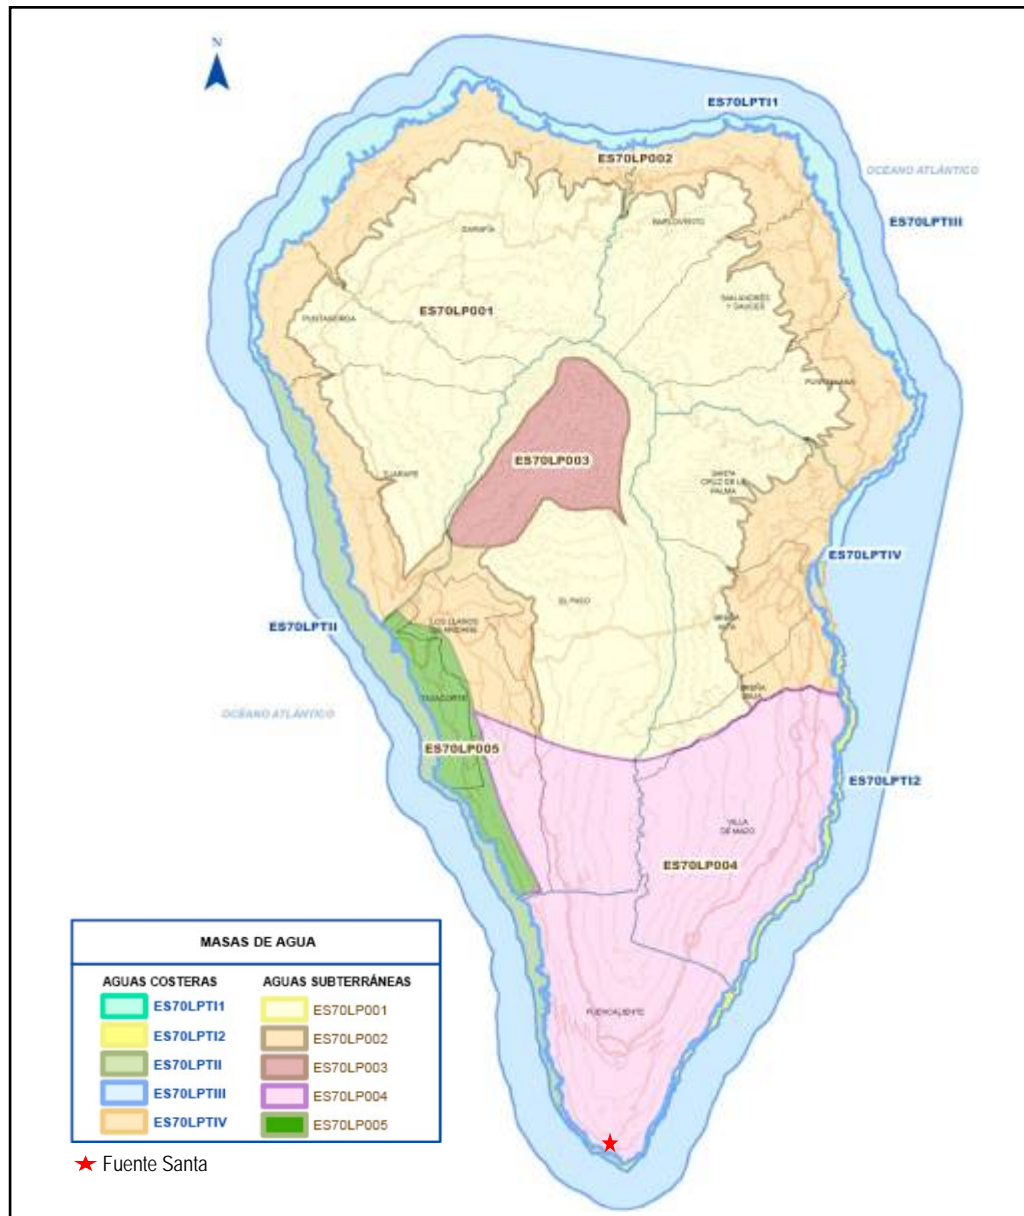 N
ES70LPTI1
ES70LP002
OCÉANO ATLÁNTICO
ES70LPTIII
BARLOVENTO
GARAFÍA
SAN ANDRÉS
Y SAUCES
ES70LP001
PUNTAGORDA
PUNTALLANA
ES70LP003
TIJARAFE
SANTA
CRUZ DE LA
PALMA
ES70LPTIV
EL PASO
BREÑA
ALTA
LOS LLANOS
DE ARIDANE
ES70LPTII
BREÑA
BAJA
TAZACORTE
OCÉANO ATLÁNTICO
ES70LP005
ES70LPTI2
VILLA
DE MAZO
ES70LP004
FUENCALIENTE
MASAS DE AGUA
AGUAS COSTERAS
AGUAS SUBTERRÁNEAS
ES70LPTI1
ES70LP001
ES70LPTI2
ES70LP002
ES70LPTII
ES70LP003
ES70LPTIII
ES70LP004
ES70LPTIV
ES70LP005
Fuente Santa